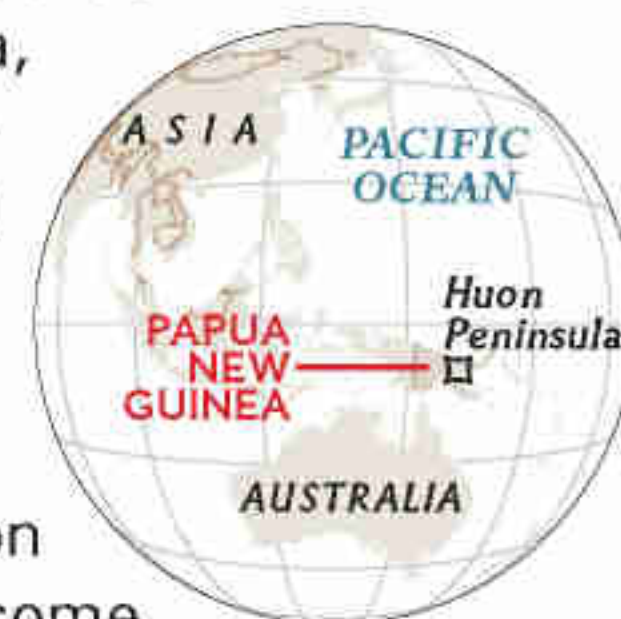 ASIA
PACIFIC
OCEAN
Huon
Peninsula
PAPUA
NEW
GUINEA
AUSTRALIA